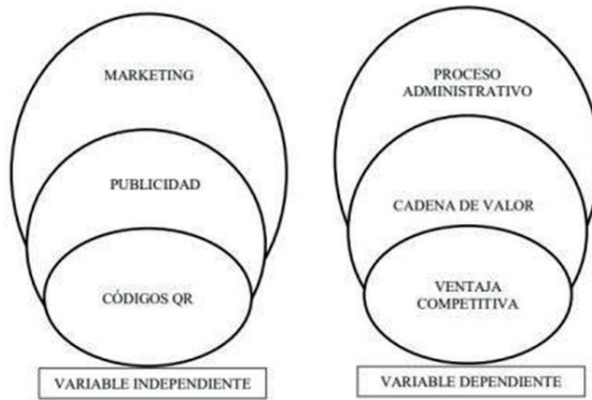 MARKETING
PUBLICIDAD
CÓDIGOS QR
VARIABLE INDEPENDIENTE
PROCESO
ADMINISTRATIVO
CADENA DE VALOR
VENTAJA
COMPETITIVA
VARIABLE DEPENDIENTE